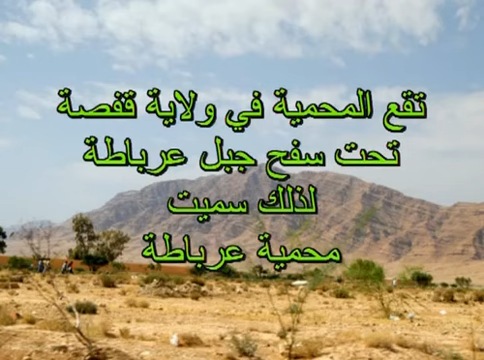 تقع المحمية في ولاية قفصة
تحت سفح جبل عرباطة
لذلك سميت
محمية عرباطة